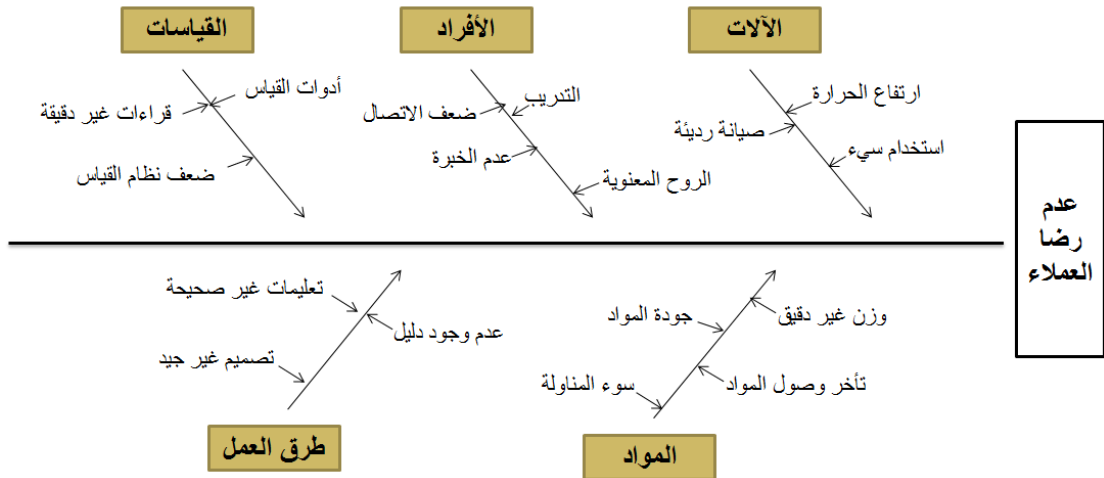 الآلات
الأفراد
القياسات
ارتفاع الحرارة
صيانة رديئة
استخدام سيء
التدريب
ضعف الاتصال
عدم الخبرة
الروح المعنوية
أدوات القياس
قراءات غير دقيقة
ضعف نظام القياس
عدم
رضا
العملاء
وزن غير دقيق
جودة المواد
تأخر وصول المواد
سوء المناولة
تعليمات غير صحيحة
عدم وجود دليل
تصميم غير جيد
المواد
طرق العمل